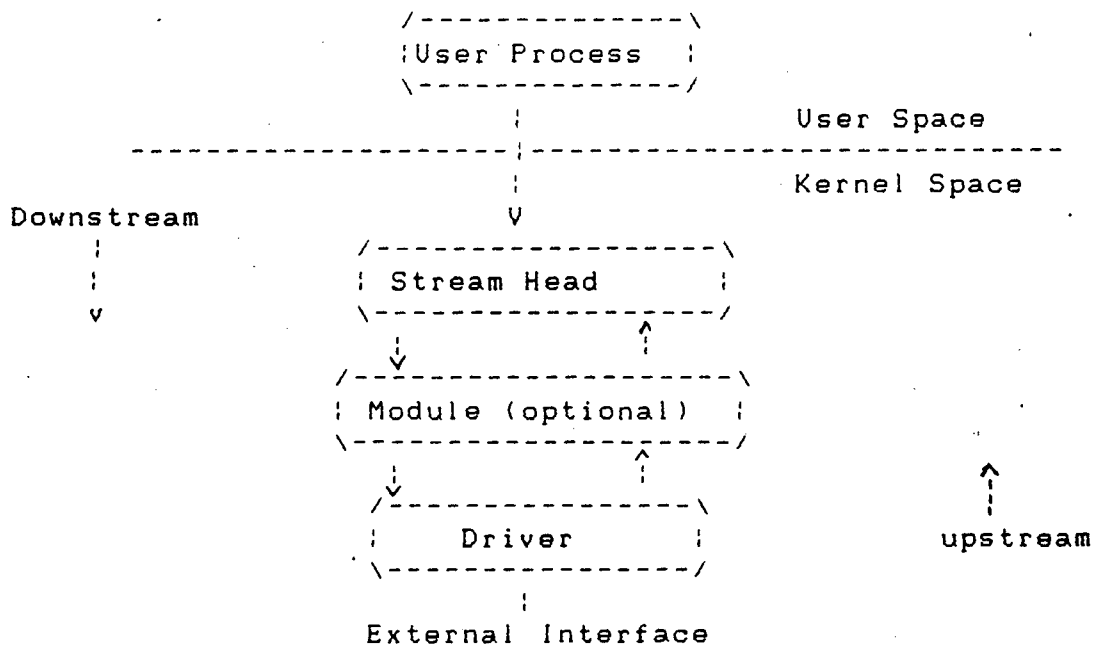 User Process
User Space
Kernel Space
Downstream
Stream Head
Module (optional)
Driver
upstream
External Interface